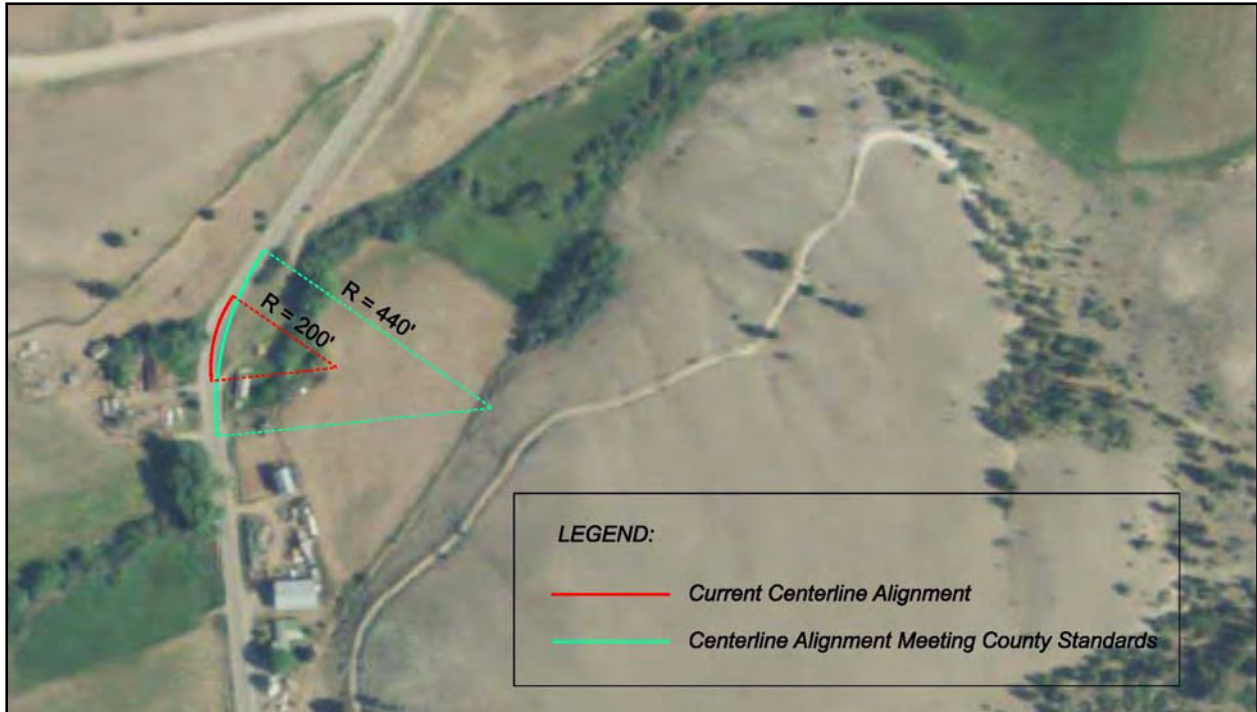 R = 440'
R = 200'
LEGEND:
Current Centerline Alignment
Centerline Alignment Meeting County Standards